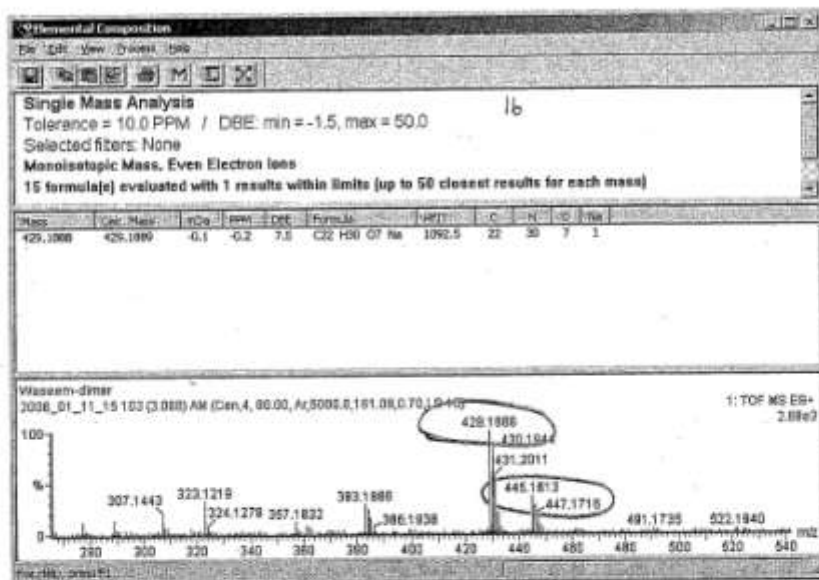 Elemental Composition
File Edit View Process Help
Single Mass Analysis
16
Tolerance = 10.0 PPM / DBE: min = -1.5, max = 50.0
Selected filters: None
Monoisotopic Mass, Even Electron Ions
15 formula(e) evaluated with 1 results within limits (up to 50 closest results for each mass)
Mass Calc. Mass mDa PPM DBE Formula C H O Na
429.1888 429.1889 -0.1 -0.2 7.5 C22 H30 O7 Na 1092.5 22 30 7 1
Waseem-dimer
1: TOF MS ES+
100
%
0
429.1888
430.1944
431.2011
445.1613
447.1716
307.1443
323.1219
324.1279
357.1832
383.1888
386.1938
491.1735
522.1940
280 300 320 340 360 380 400 420 440 460 480 500 520 540
m/z